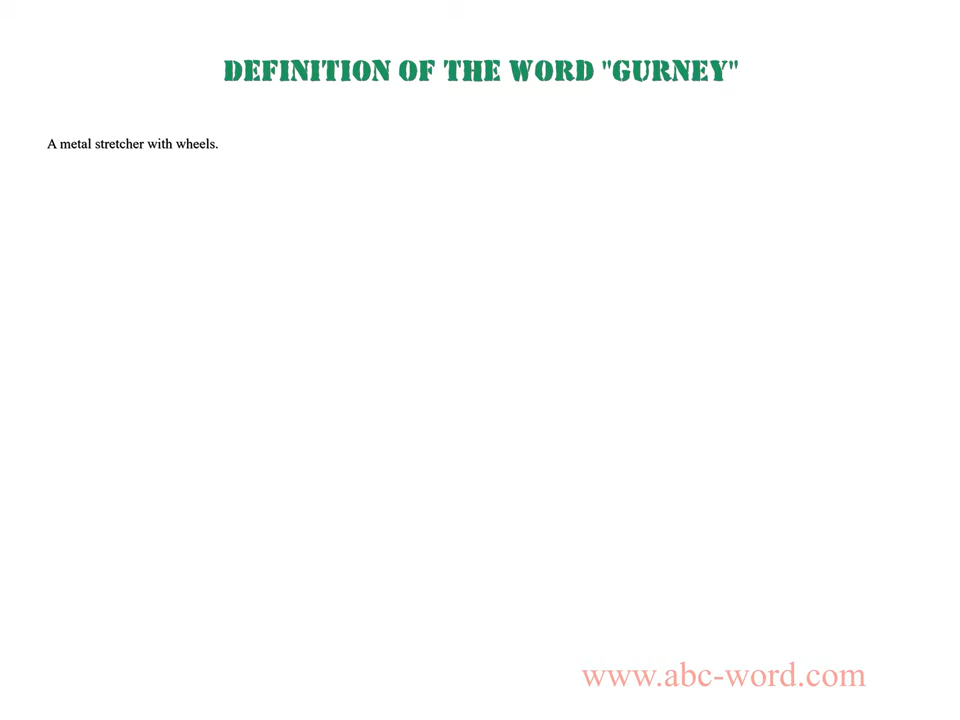 DEFINITION OF THE WORD "GURNEY"
A metal stretcher with wheels.
www.abc-word.com